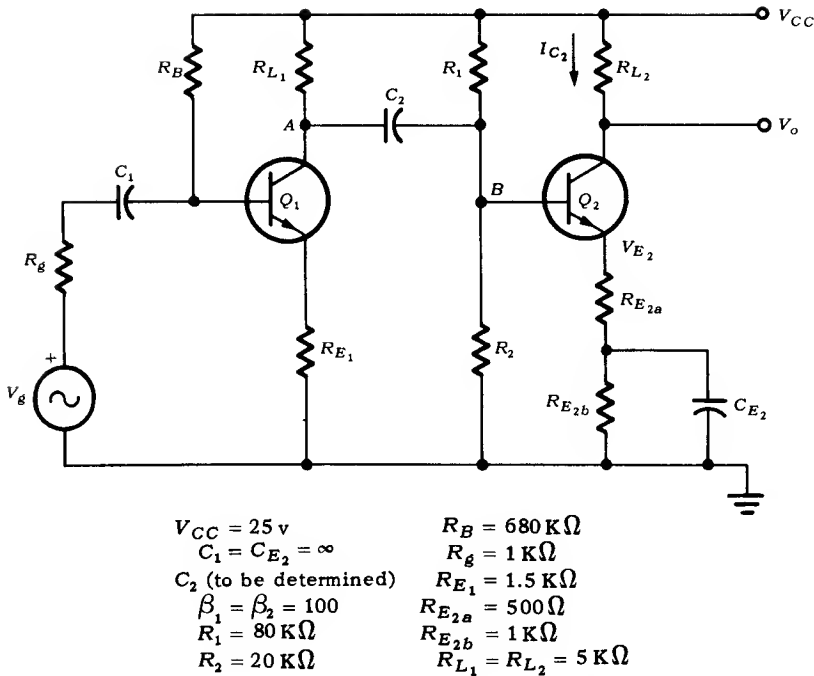 V_CC
R_B
R_L1
R_1
I_C2
R_L2
C_2
A
V_o
C_1
Q_1
B
Q_2
R_g
V_E2
R_E2a
+
R_E1
R_2
V_g
R_E2b
C_E2
V_CC = 25 v
C_1 = C_E2 = ∞
C_2 (to be determined)
β_1 = β_2 = 100
R_1 = 80 KΩ
R_2 = 20 KΩ
R_B = 680 KΩ
R_g = 1 KΩ
R_E1 = 1.5 KΩ
R_E2a = 500 Ω
R_E2b = 1 KΩ
R_L1 = R_L2 = 5 KΩ